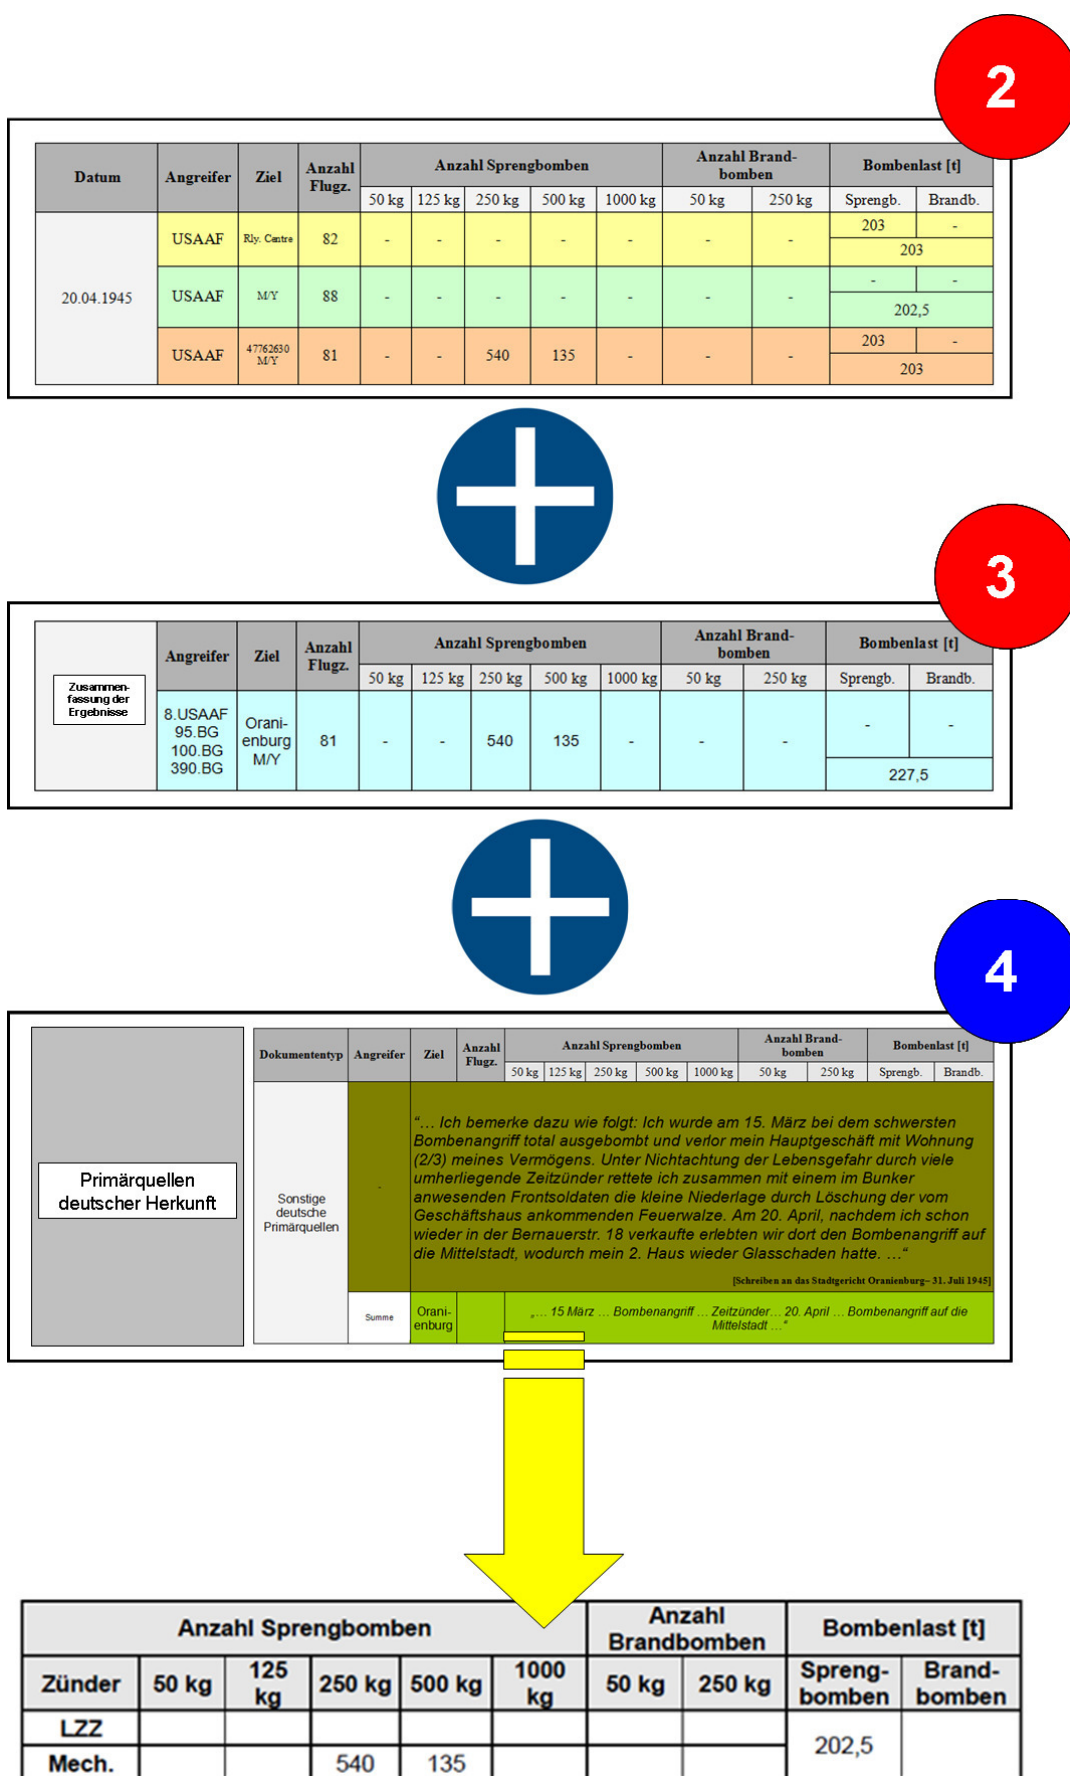 2
Datum Angreifer Ziel Anzahl Flugz. Anzahl Sprengbomben Anzahl Brand-bomben Bombenlast [t]
50 kg 125 kg 250 kg 500 kg 1000 kg 50 kg 250 kg Sprengb. Brandb.
20.04.1945
USAAF Rly. Centre 82 - - - - - - - 203 -
203
USAAF M/Y 88 - - - - - - - - -
202,5
USAAF 47762630 M/Y 81 - - 540 135 - - - 203 -
203
3
Zusammen-
fassung der
Ergebnisse
Angreifer Ziel Anzahl Flugz. Anzahl Sprengbomben Anzahl Brand-bomben Bombenlast [t]
50 kg 125 kg 250 kg 500 kg 1000 kg 50 kg 250 kg Sprengb. Brandb.
8.USAAF
95.BG
100.BG
390.BG
Orani-
enburg
M/Y
81 - - 540 135 - - - - -
227,5
4
Primärquellen
deutscher Herkunft
Dokumententyp Angreifer Ziel Anzahl Flugz. Anzahl Sprengbomben Anzahl Brand-bomben Bombenlast [t]
50 kg 125 kg 250 kg 500 kg 1000 kg 50 kg 250 kg Sprengb. Brandb.
Sonstige
deutsche
Primärquellen
-
“… Ich bemerke dazu wie folgt: Ich wurde am 15. März bei dem schwersten
Bombenangriff total ausgebombt und verlor mein Hauptgeschäft mit Wohnung
(2/3) meines Vermögens. Unter Nichtachtung der Lebensgefahr durch viele
umherliegende Zeitzünder rettete ich zusammen mit einem im Bunker
anwesenden Frontsoldaten die kleine Niederlage durch Löschung der vom
Geschäftshaus ankommenden Feuerwalze. Am 20. April, nachdem ich schon
wieder in der Bernauerstr. 18 verkaufte erlebten wir dort den Bombenangriff auf
die Mittelstadt, wodurch mein 2. Haus wieder Glasschaden hatte. …“
[Schreiben an das Stadtgericht Oranienburg– 31. Juli 1945]
Summe
Orani-
enburg
„… 15 März … Bombenangriff … Zeitzünder… 20. April … Bombenangriff auf die
Mittelstadt …“
Anzahl Sprengbomben Anzahl Brandbomben Bombenlast [t]
Zünder 50 kg 125 kg 250 kg 500 kg 1000 kg 50 kg 250 kg Spreng-bomben Brand-bomben
LZZ
202,5
Mech. 540 135